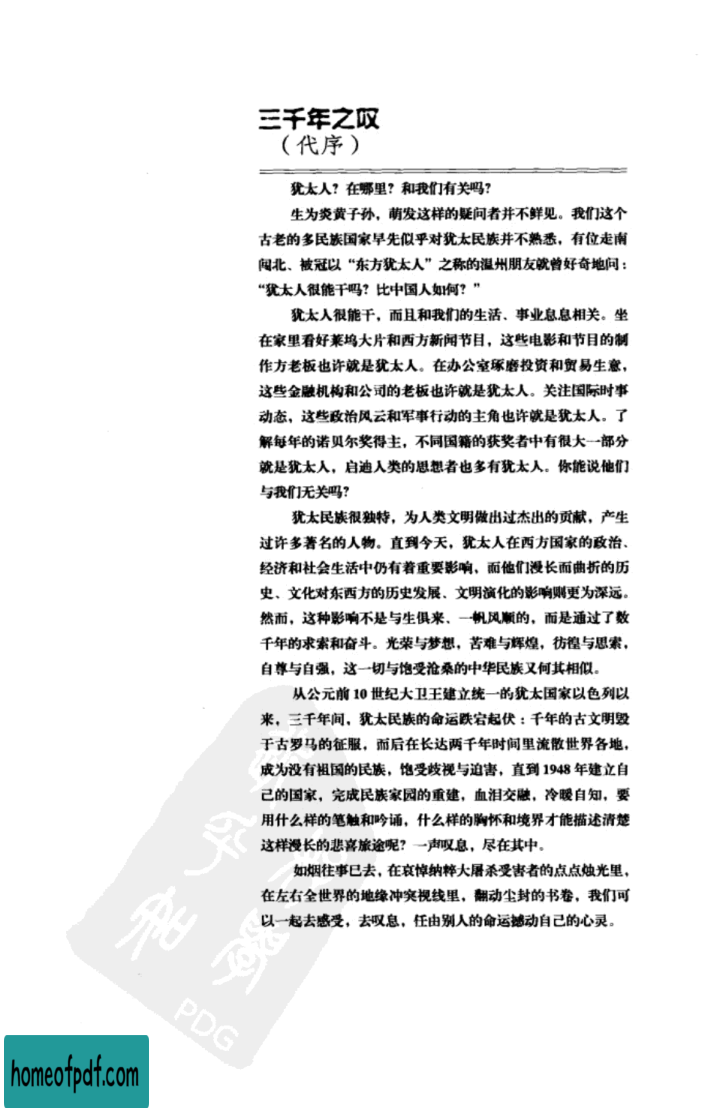 三千年之叹
（代序）
犹太人？在哪里？和我们有关吗？
生为炎黄子孙，萌发这样的疑问者并不鲜见。我们这个
古老的多民族国家早先似乎对犹太民族并不熟悉，有位走南
闯北、被冠以“东方犹太人”之称的温州朋友就曾好奇地问：
“犹太人很能干吗？比中国人如何？”
犹太人很能干，而且和我们的生活、事业息息相关。坐
在家里看好莱坞大片和西方新闻节目，这些电影和节目的制
作方老板也许就是犹太人。在办公室琢磨投资和贸易生意，
这些金融机构和公司的老板也许就是犹太人。关注国际时事
动态，这些政治风云和军事行动的主角也许就是犹太人。了
解每年的诺贝尔奖得主，不同国籍的获奖者中有很大一部分
就是犹太人，启迪人类的思想者也多有犹太人。你能说他们
与我们无关吗？
犹太民族很独特，为人类文明做出过杰出的贡献，产生
过许多著名的人物。直到今天，犹太人在西方国家的政治、
经济和社会生活中仍有着重要影响，而他们漫长而曲折的历
史、文化对东西方的历史发展、文明演化的影响则更为深远。
然而，这种影响不是与生俱来、一帆风顺的，而是通过了数
千年的求索和奋斗。光荣与梦想，苦难与辉煌，彷徨与思索，
自尊与自强，这一切与饱受沧桑的中华民族又何其相似。
从公元前 10 世纪大卫王建立统一的犹太国家以色列以
来，三千年间，犹太民族的命运跌宕起伏：千年的古文明毁
于古罗马的征服，而后在长达两千年时间里流散世界各地，
成为没有祖国的民族，饱受歧视与迫害，直到 1948 年建立自
己的国家，完成民族家园的重建，血泪交融，冷暖自知，要
用什么样的笔触和吟诵，什么样的胸怀和境界才能描述清楚
这样漫长的悲喜旅途呢？一声叹息，尽在其中。
如烟往事已去，在哀悼纳粹大屠杀受害者的点点烛光里，
在左右全世界的地缘冲突视线里，翻动尘封的书卷，我们可
以一起去感受，去叹息，任由别人的命运撼动自己的心灵。
PDG
homeofpdf.com